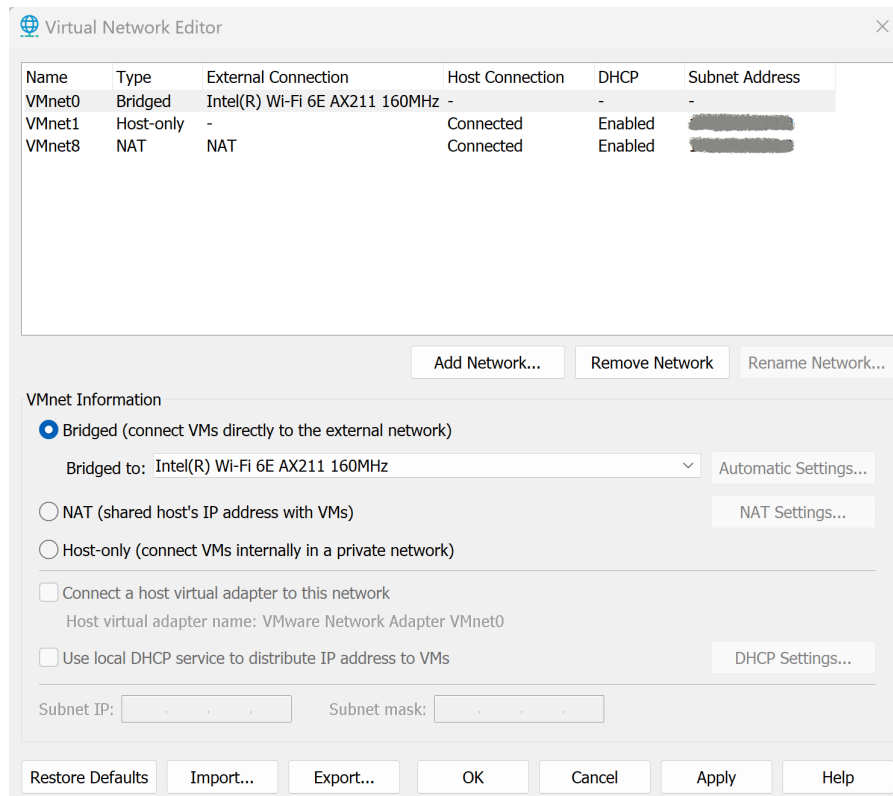 Virtual Network Editor
Name Type External Connection Host Connection DHCP Subnet Address
VMnet0 Bridged Intel(R) Wi-Fi 6E AX211 160MHz - - -
VMnet1 Host-only - Connected Enabled
VMnet8 NAT NAT Connected Enabled
Add Network... Remove Network Rename Network...
VMnet Information
Bridged (connect VMs directly to the external network)
Bridged to: Intel(R) Wi-Fi 6E AX211 160MHz Automatic Settings...
NAT (shared host's IP address with VMs) NAT Settings...
Host-only (connect VMs internally in a private network)
Connect a host virtual adapter to this network
Host virtual adapter name: VMware Network Adapter VMnet0
Use local DHCP service to distribute IP address to VMs DHCP Settings...
Subnet IP: . . . Subnet mask: . . .
Restore Defaults Import... Export... OK Cancel Apply Help